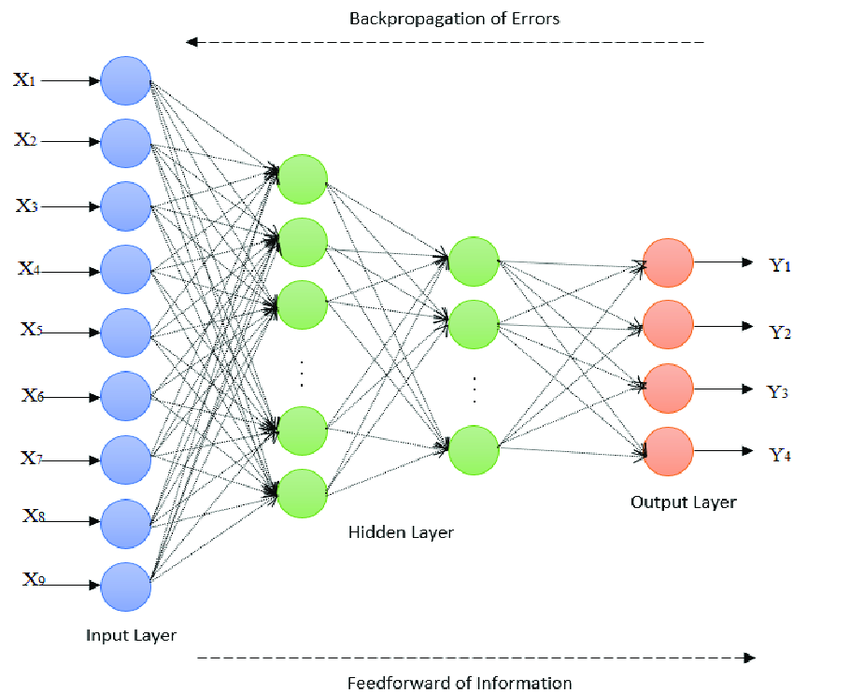 Backpropagation of Errors
X1
X2
X3
X4
X5
X6
X7
X8
X9
Y1
Y2
Y3
Y4
Output Layer
Hidden Layer
Input Layer
Feedforward of Information